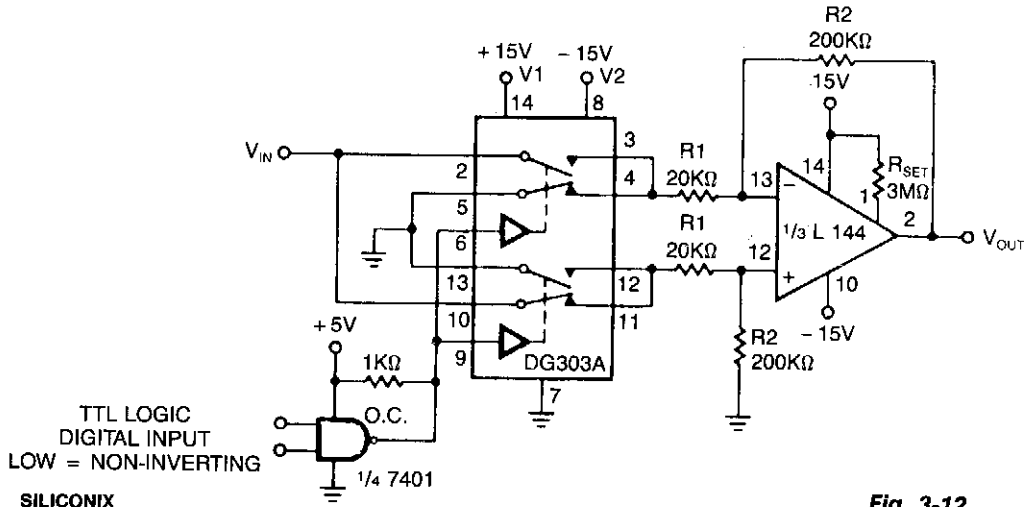 R2
200KΩ
+ 15V
- 15V
V1
V2
14
8
15V
VIN
3
2
4
R1
20KΩ
13
14
1
RSET
3MΩ
5
R1
20KΩ
1/3 L 144
2
VOUT
6
12
12
10
13
11
- 15V
10
R2
200KΩ
+ 5V
9
DG303A
7
1KΩ
O.C.
TTL LOGIC
DIGITAL INPUT
LOW = NON-INVERTING
1/4 7401
SILICONIX
Fig. 3-12